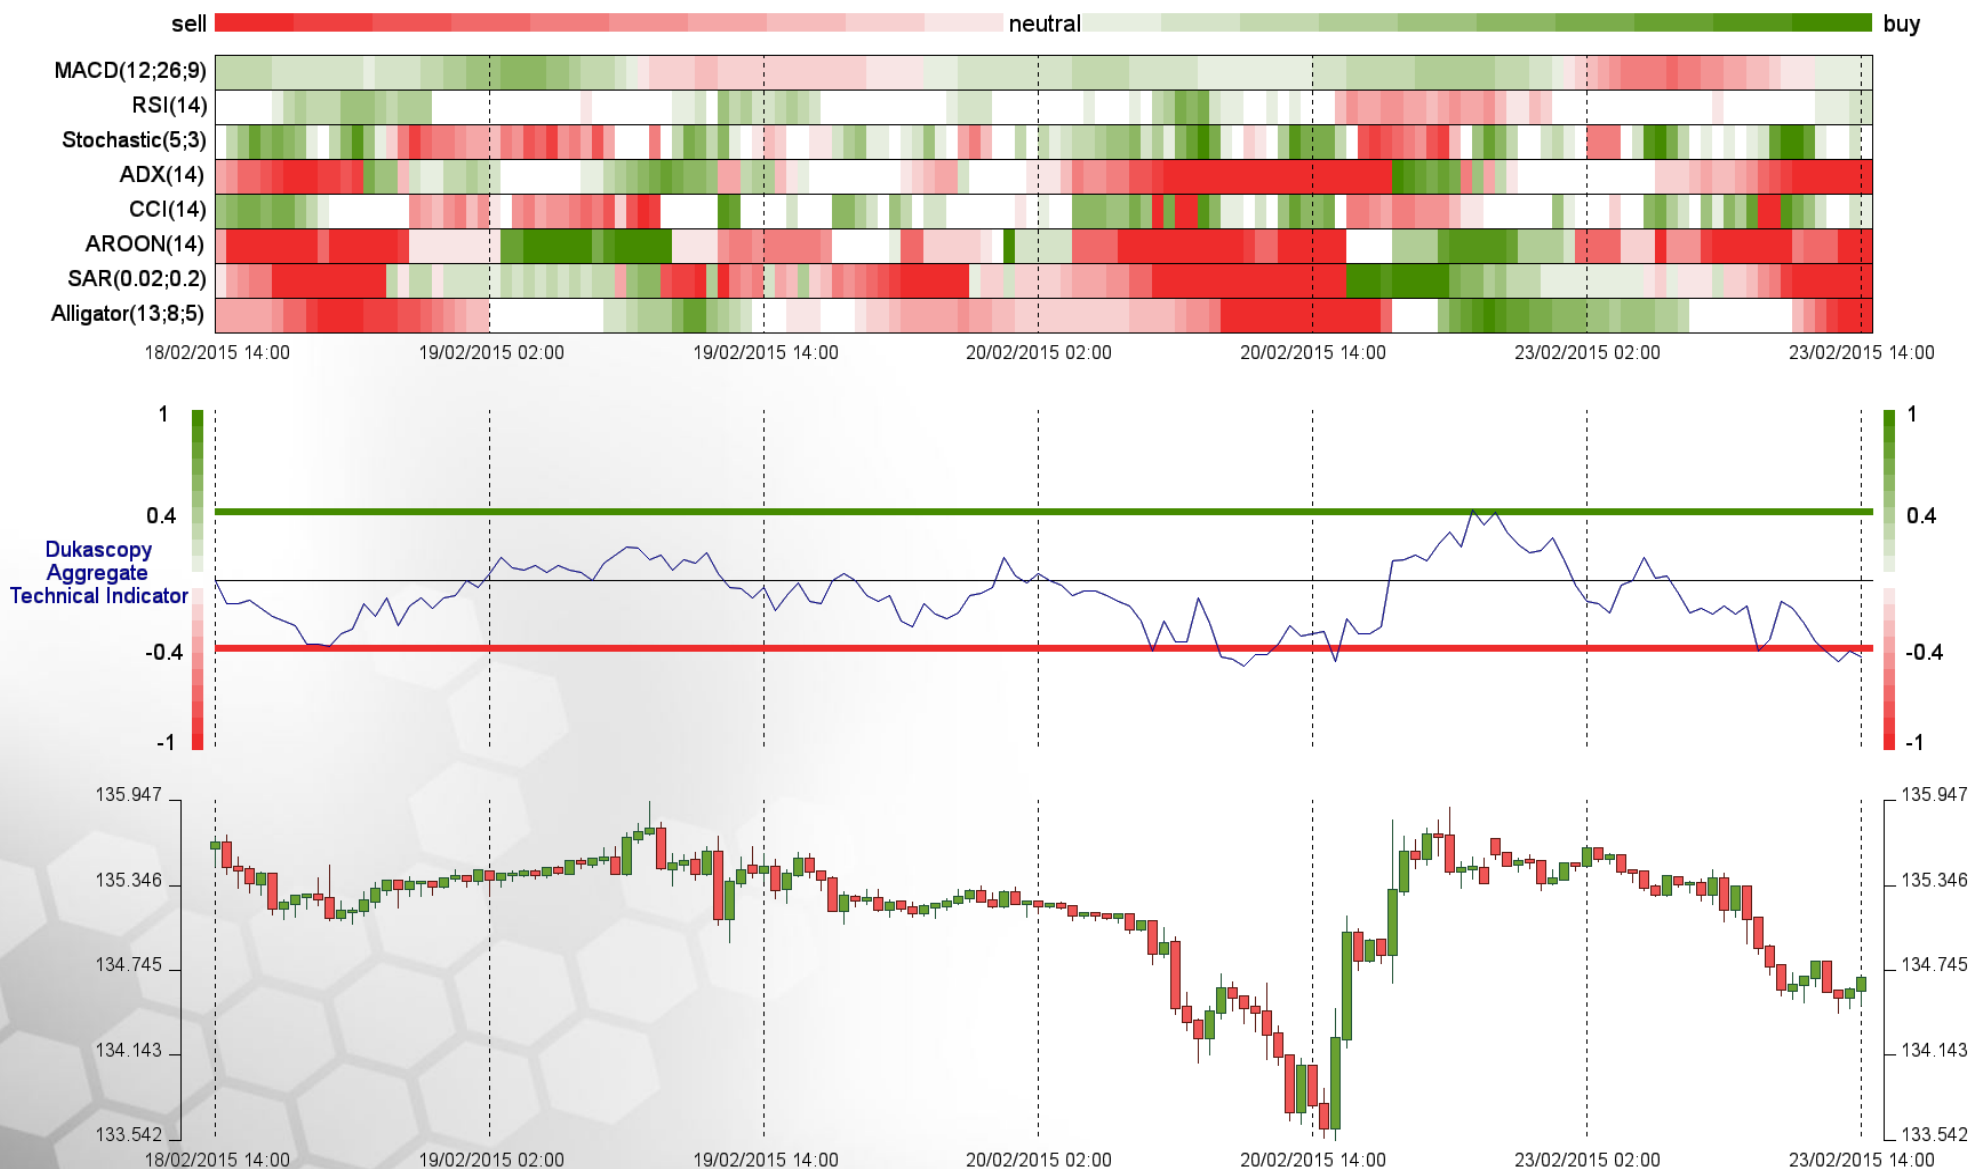 sell neutral buy
MACD(12;26;9)
RSI(14)
Stochastic(5;3)
ADX(14)
CCI(14)
AROON(14)
SAR(0.02;0.2)
Alligator(13;8;5)
18/02/2015 14:00 19/02/2015 02:00 19/02/2015 14:00 20/02/2015 02:00 20/02/2015 14:00 23/02/2015 02:00 23/02/2015 14:00
1 1
0.4 0.4
Dukascopy
Aggregate
Technical Indicator
-0.4 -0.4
-1 -1
135.947 135.947
135.346 135.346
134.745 134.745
134.143 134.143
133.542 133.542
18/02/2015 14:00 19/02/2015 02:00 19/02/2015 14:00 20/02/2015 02:00 20/02/2015 14:00 23/02/2015 02:00 23/02/2015 14:00